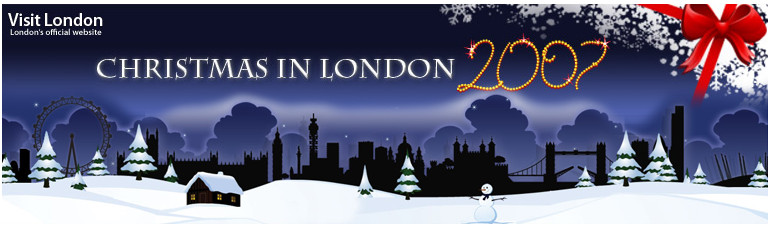 Visit London
London's official website
CHRISTMAS IN LONDON 2007